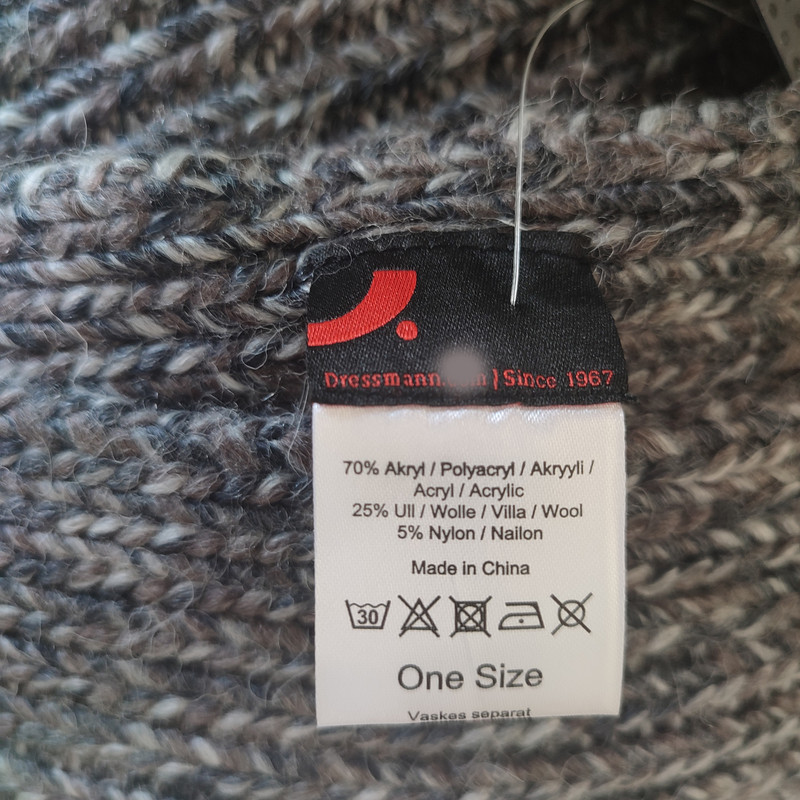 Dressmann. | Since 1967
70% Akryl / Polyacryl / Akryyli /
Acryl / Acrylic
25% Ull / Wolle / Villa / Wool
5% Nylon / Nailon
Made in China
30
One Size
Vaskes separat